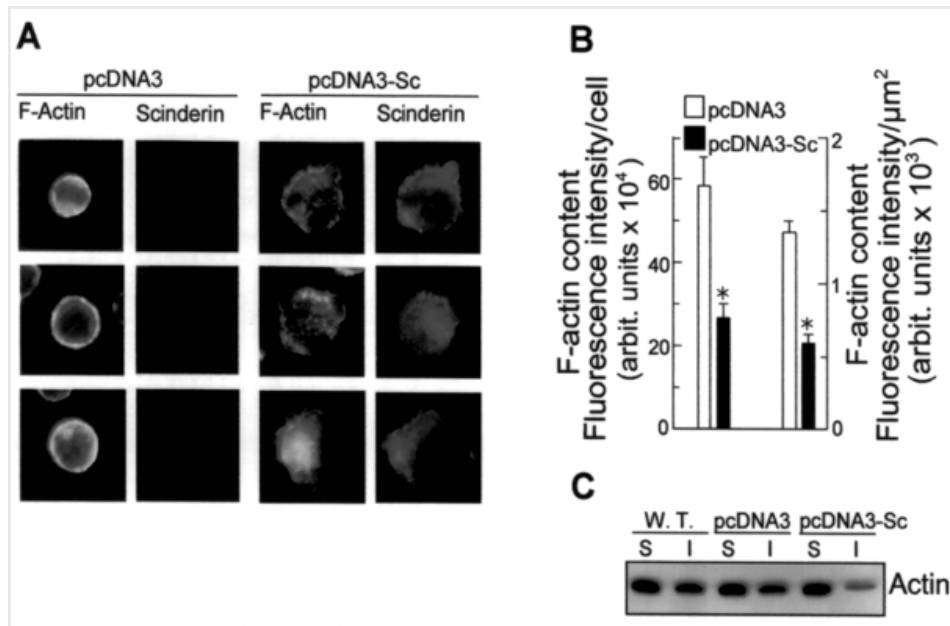 A
pcDNA3 pcDNA3-Sc
F-Actin Scinderin F-Actin Scinderin
B
F-actin content
Fluorescence intensity/cell
(arbit. units x 10⁴)
60
40
20
0
pcDNA3
pcDNA3-Sc
*
*
2
1
0
F-actin content
Fluorescence intensity/µm²
(arbit. units x 10³)
C
W. T. pcDNA3 pcDNA3-Sc
S I S I S I
Actin